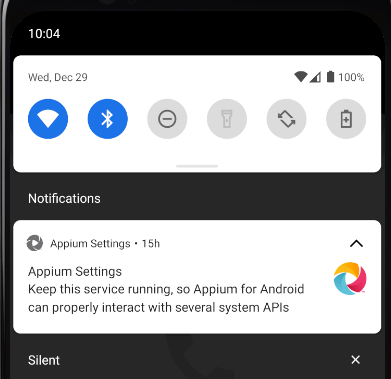 10:04
Wed, Dec 29 100%
Notifications
Appium Settings • 15h
Appium Settings
Keep this service running, so Appium for Android
can properly interact with several system APIs
Silent